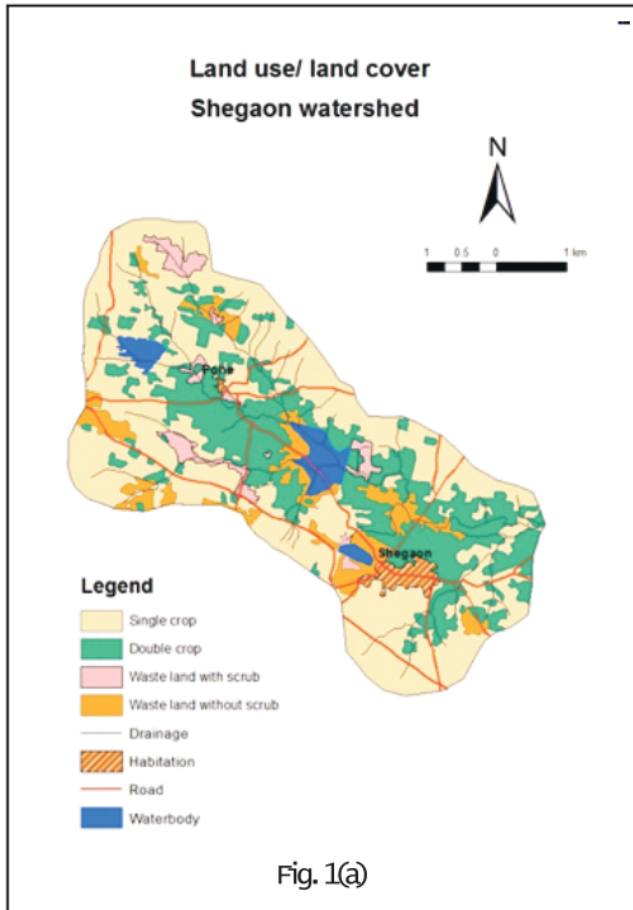 Land use/ land cover
Shegaon watershed
N
1 0.5 0 1 km
Pohe
Shegaon
Legend
Single crop
Double crop
Waste land with scrub
Waste land without scrub
Drainage
Habitation
Road
Waterbody
Fig. 1(a)